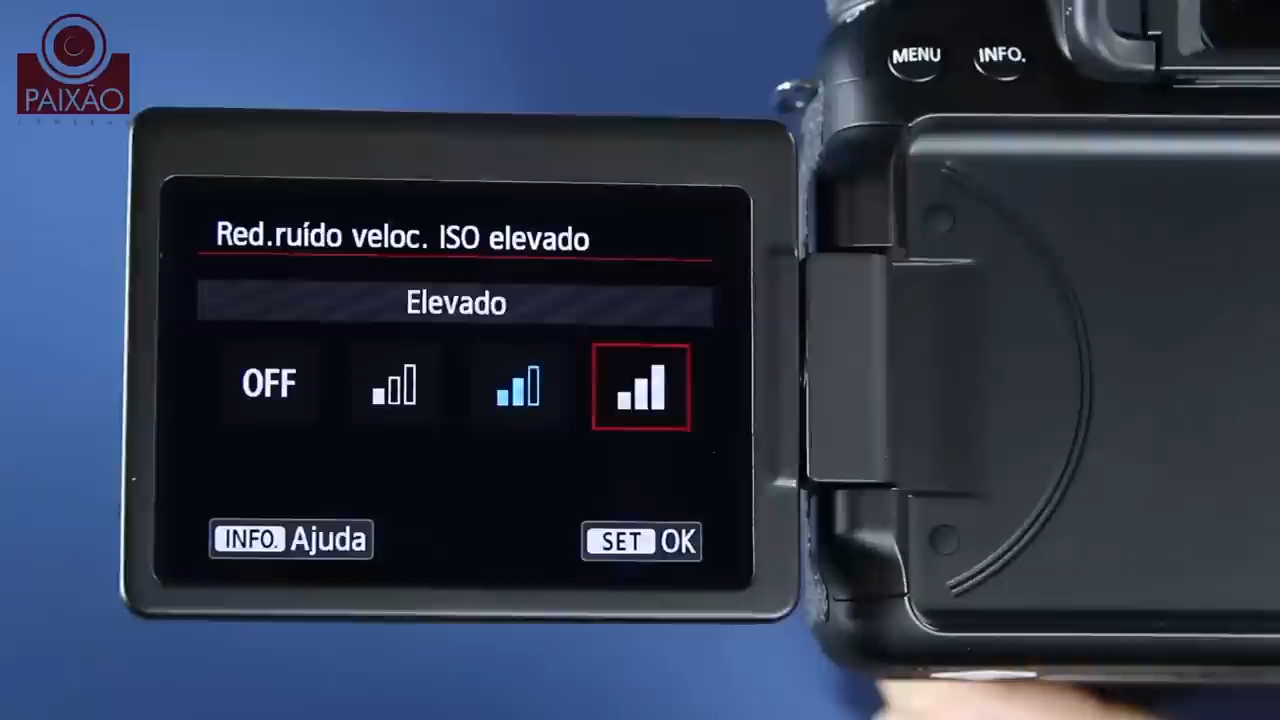 PAIXÃO
MENU INFO.
Red.ruído veloc. ISO elevado
Elevado
OFF
INFO. Ajuda
SET OK